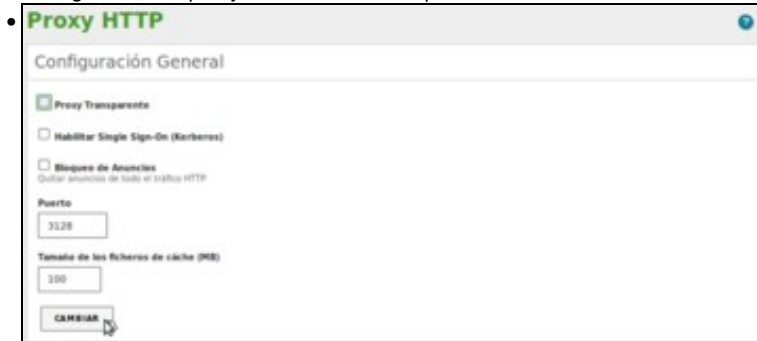 Proxy HTTP
Configuración General
Proxy Transparente
Habilitar Single Sign-On (Kerberos)
Bloqueo de Anuncios
Quitar anuncios de todo el tráfico HTTP
Puerto
3128
Tamaño de los ficheros de cáche (MB)
100
CAMBIAR